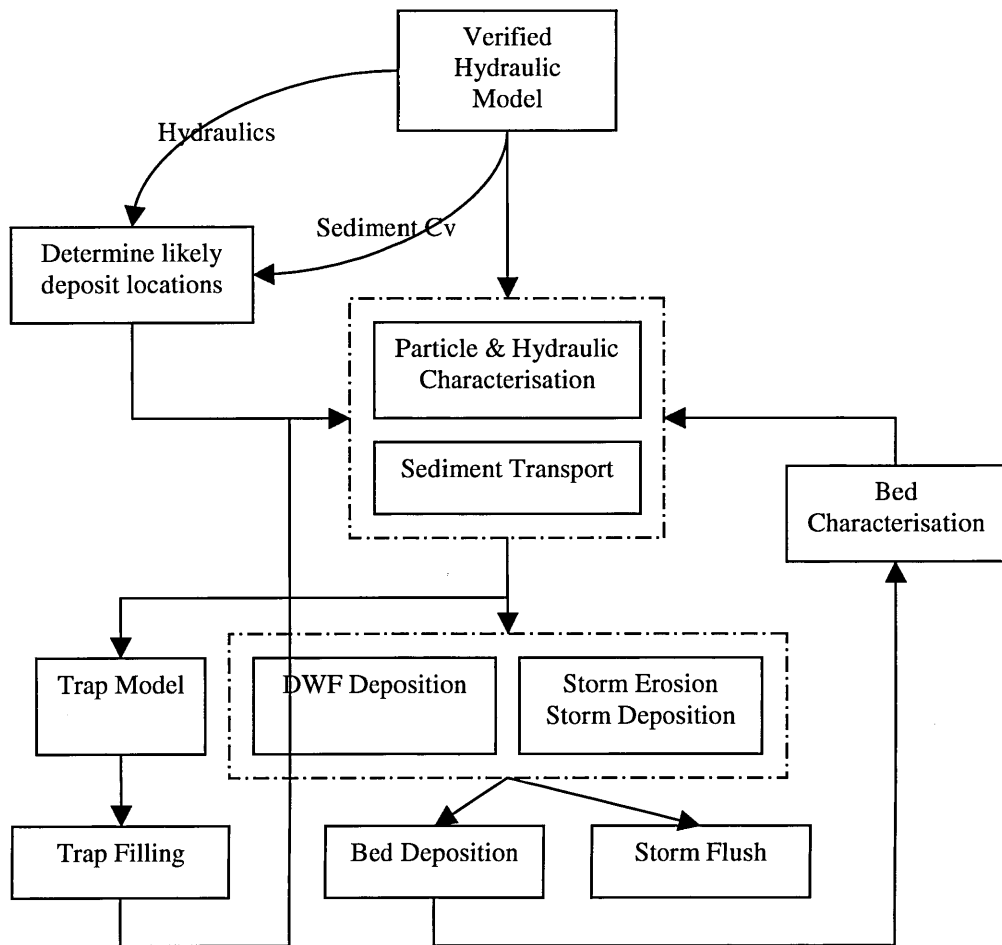 Verified
Hydraulic
Model
Hydraulics
Sediment Cv
Determine likely
deposit locations
Particle & Hydraulic
Characterisation
Sediment Transport
Bed
Characterisation
Trap Model
DWF Deposition
Storm Erosion
Storm Deposition
Trap Filling
Bed Deposition
Storm Flush